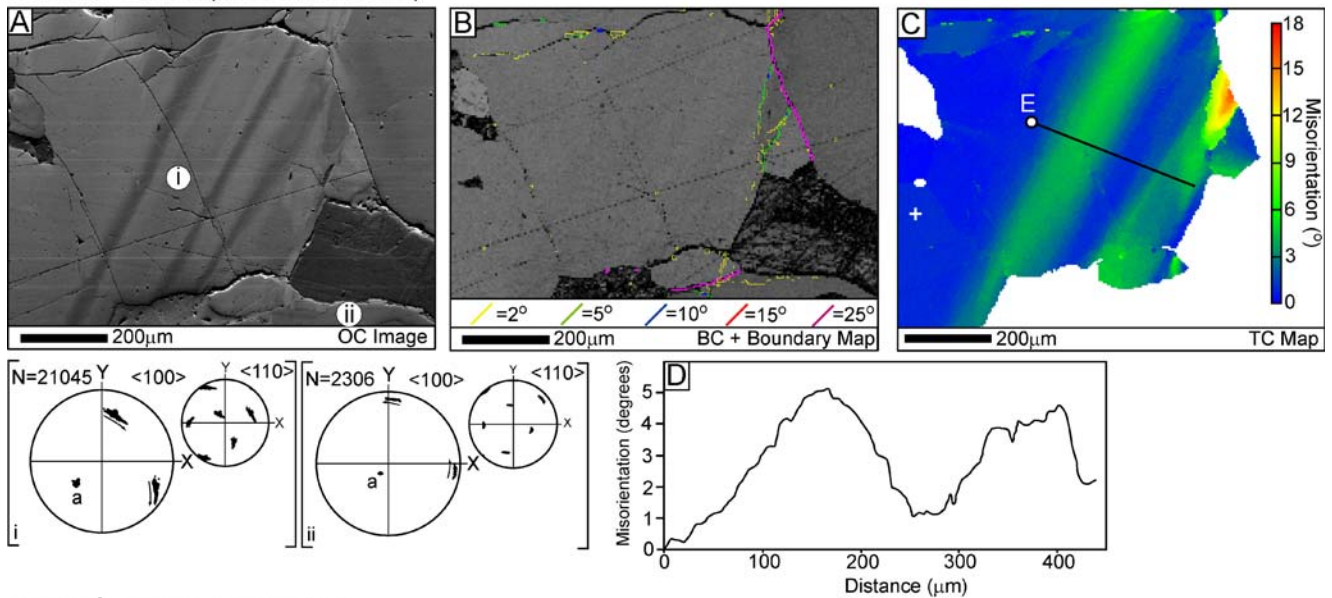 A
i
ii
200μm
OC Image
B
=2° =5° =10° =15° =25°
200μm
BC + Boundary Map
C
E
+
200μm
TC Map
18
15
12
9
6
3
0
Misorientation (°)
N=21045 Y <100> Y <110>
X
X
a
i
N=2306 Y <100> Y <110>
X
X
a
ii
D
Misorientation (degrees)
5
4
3
2
1
0
0 100 200 300 400
Distance (μm)